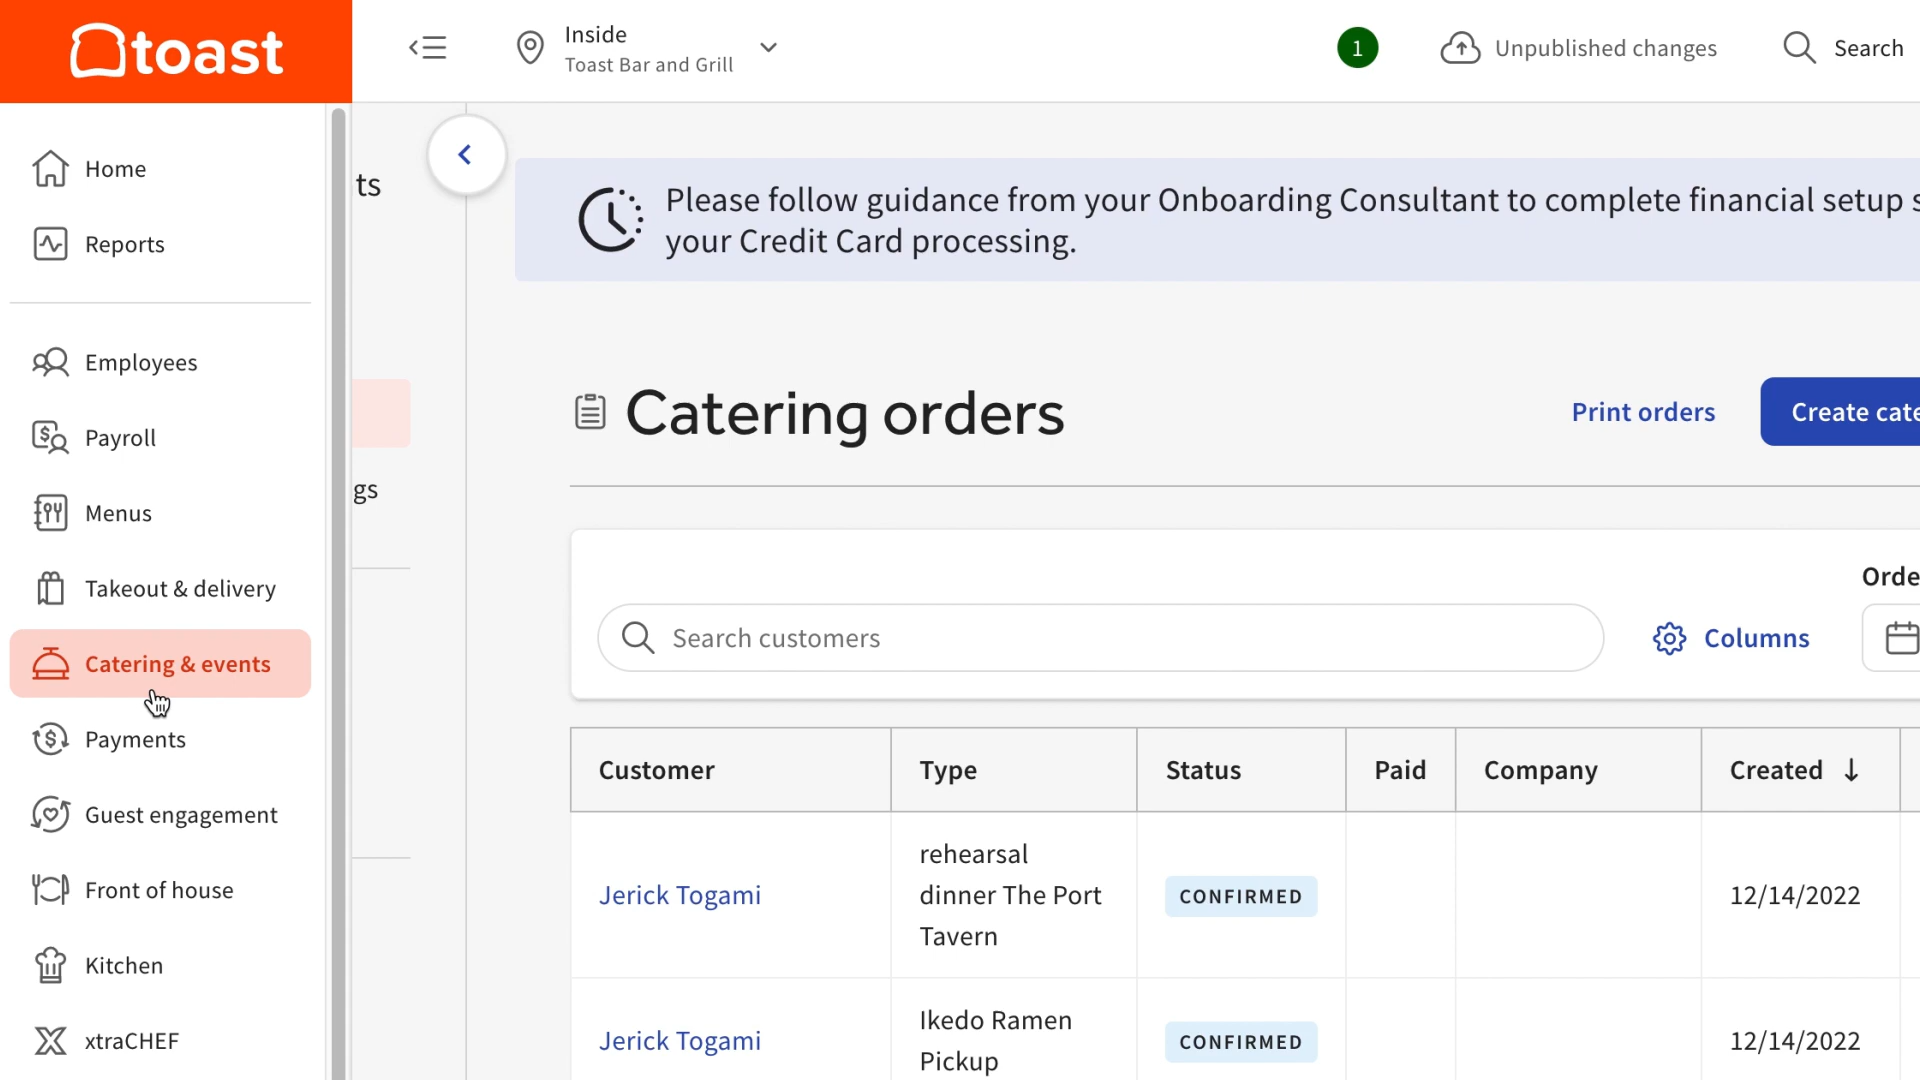 toast
Inside
Toast Bar and Grill
1
Unpublished changes
Search
Home
Reports
Employees
Payroll
Menus
Takeout & delivery
Catering & events
Payments
Guest engagement
Front of house
Kitchen
xtraCHEF
ts
gs
Please follow guidance from your Onboarding Consultant to complete financial setup s
your Credit Card processing.
Catering orders
Print orders
Create cate
Orde
Search customers
Columns
Customer Type Status Paid Company Created ↓
rehearsal
Jerick Togami dinner The Port CONFIRMED 12/14/2022
Tavern
Ikedo Ramen
Jerick Togami CONFIRMED 12/14/2022
Pickup